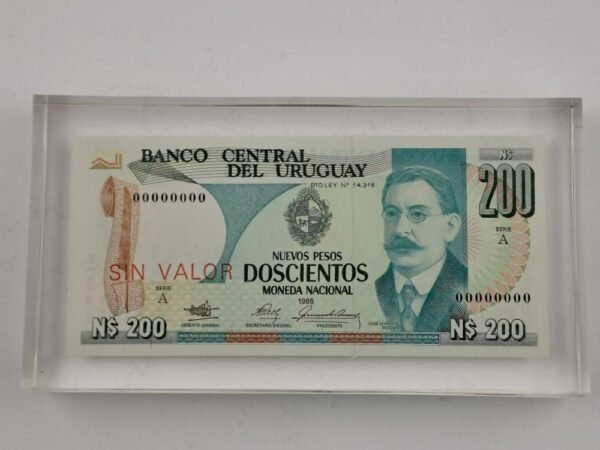 BANCO CENTRAL
DEL URUGUAY
N$
200
DTO.LEY Nº 14.316
00000000
SERIE
A
NUEVOS PESOS
SIN VALOR
DOSCIENTOS
MONEDA NACIONAL
SERIE
A
1986
00000000
N$ 200
GERENTE GENERAL
SECRETARIO GENERAL
PRESIDENTE
N$ 200